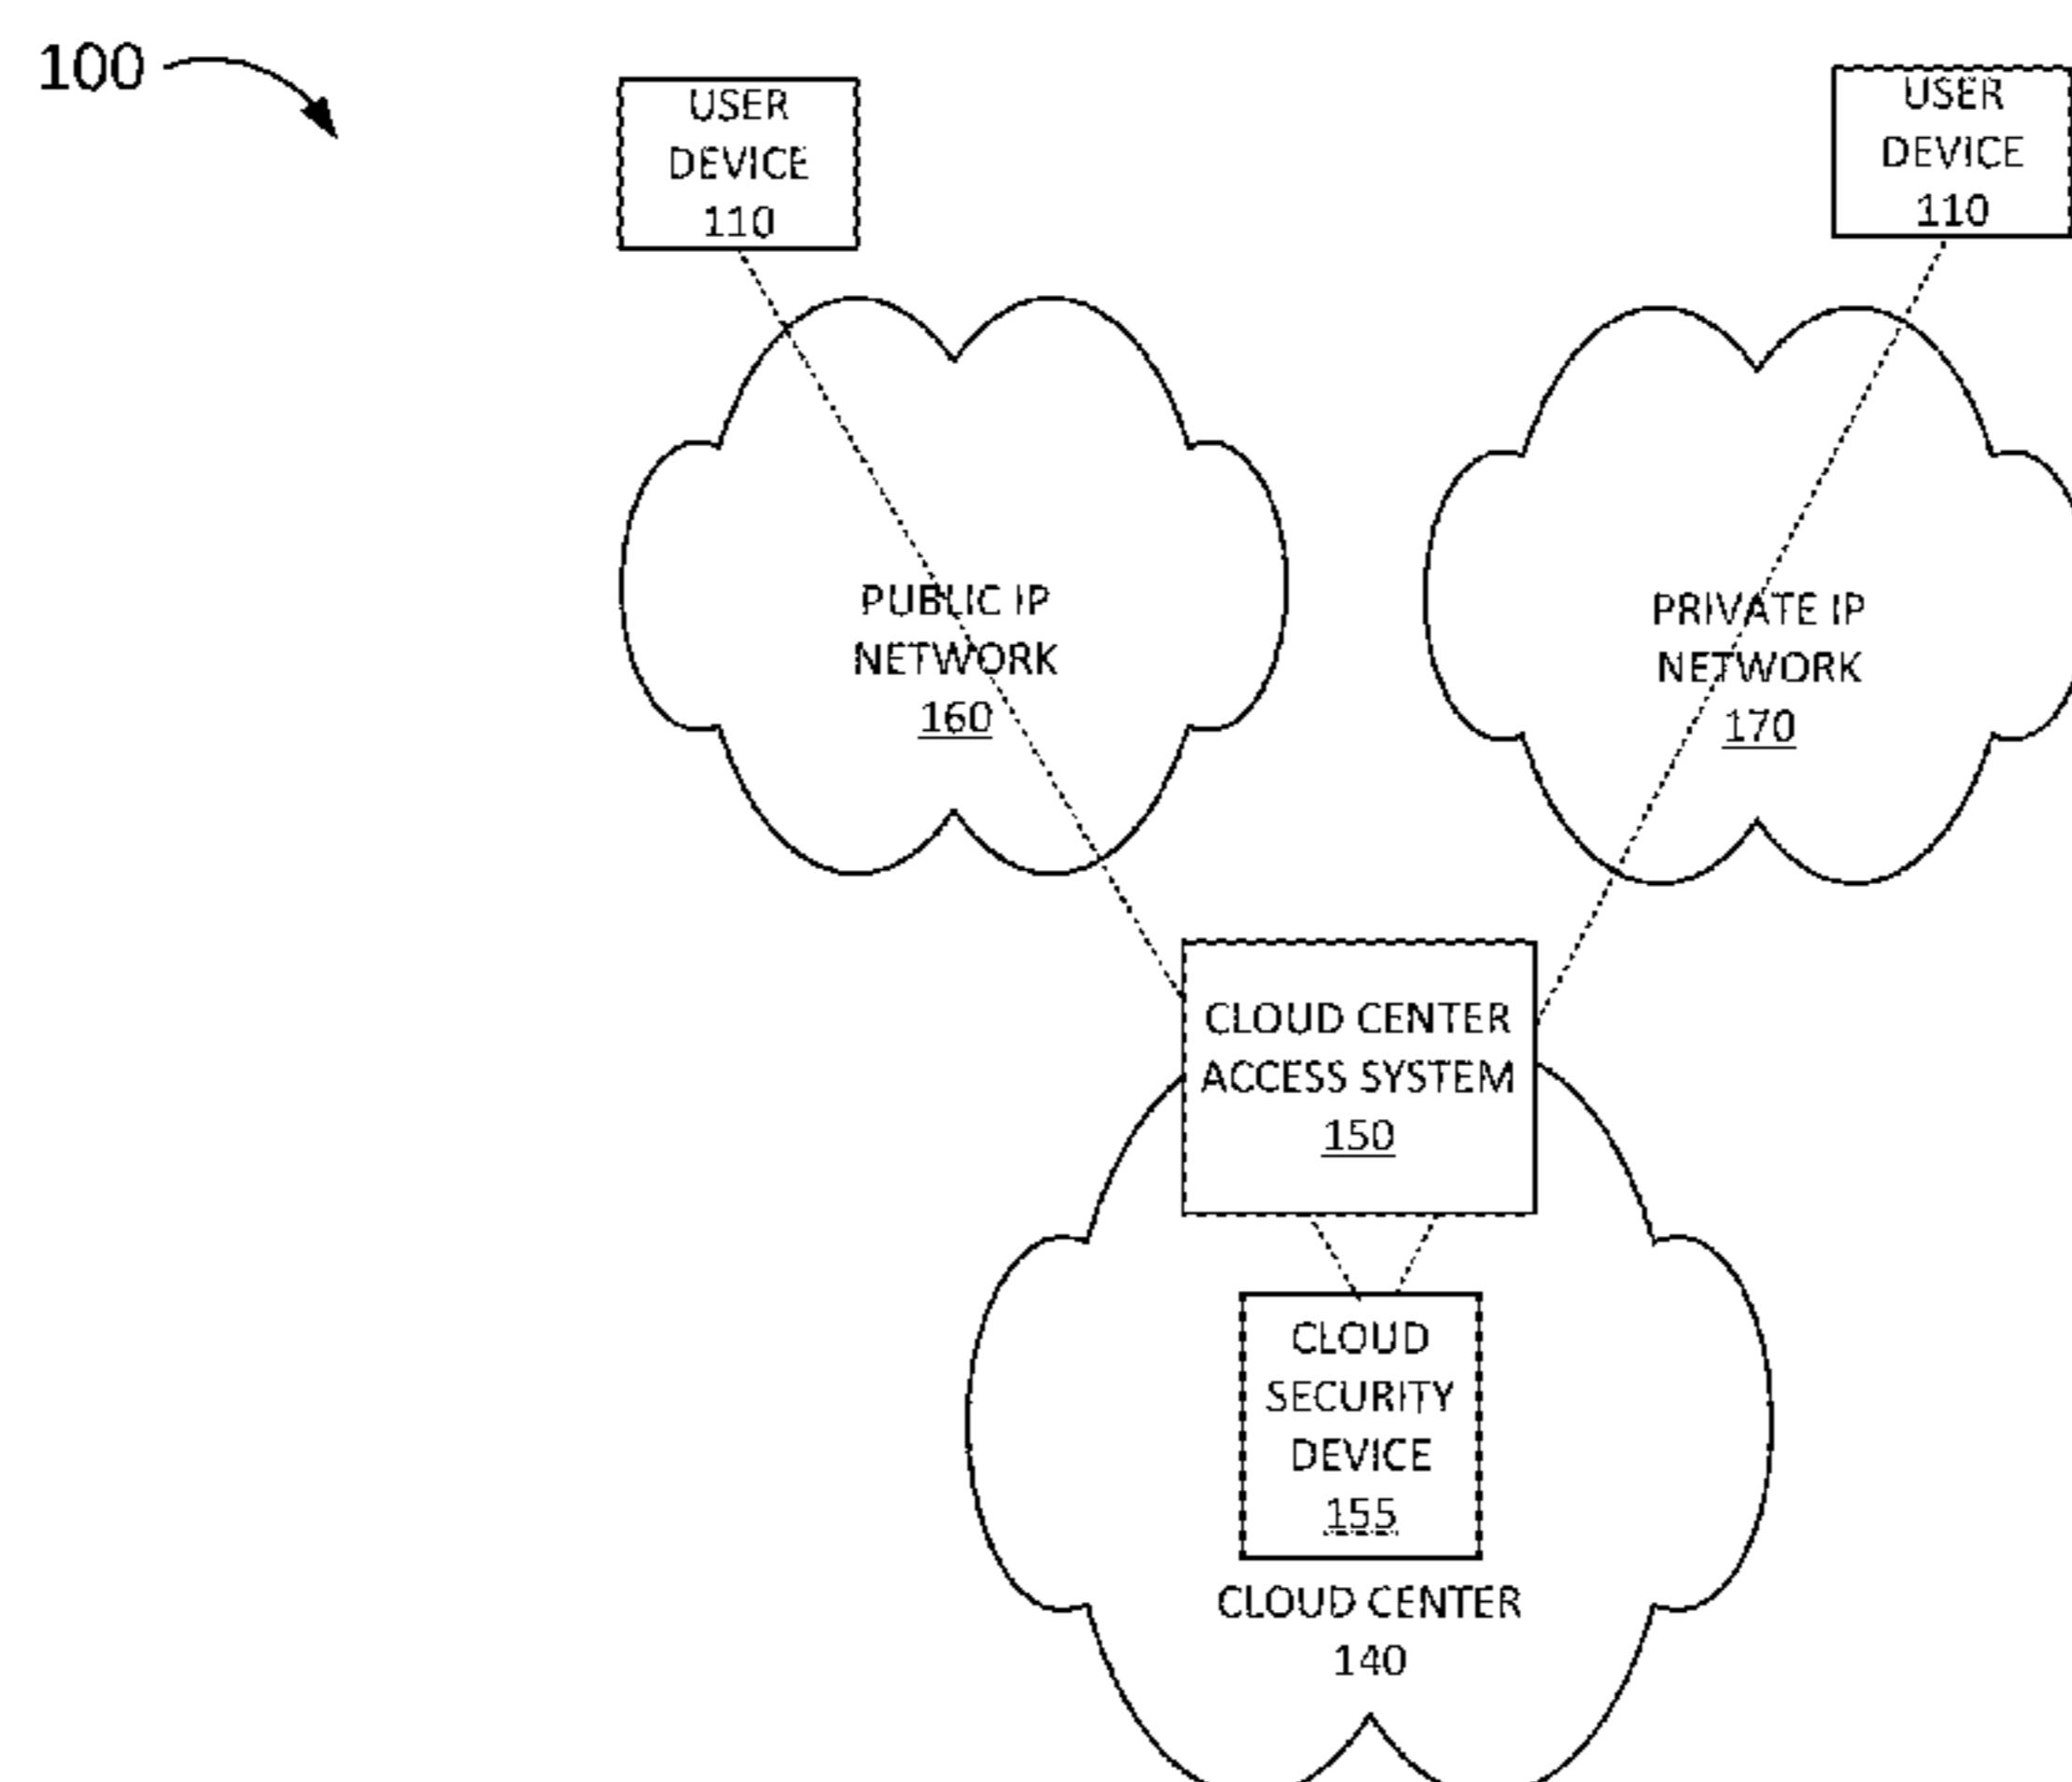 100
USER
DEVICE
110
USER
DEVICE
110
PUBLIC IP
NETWORK
160
PRIVATE IP
NETWORK
170
CLOUD CENTER
ACCESS SYSTEM
150
CLOUD
SECURITY
DEVICE
155
CLOUD CENTER
140